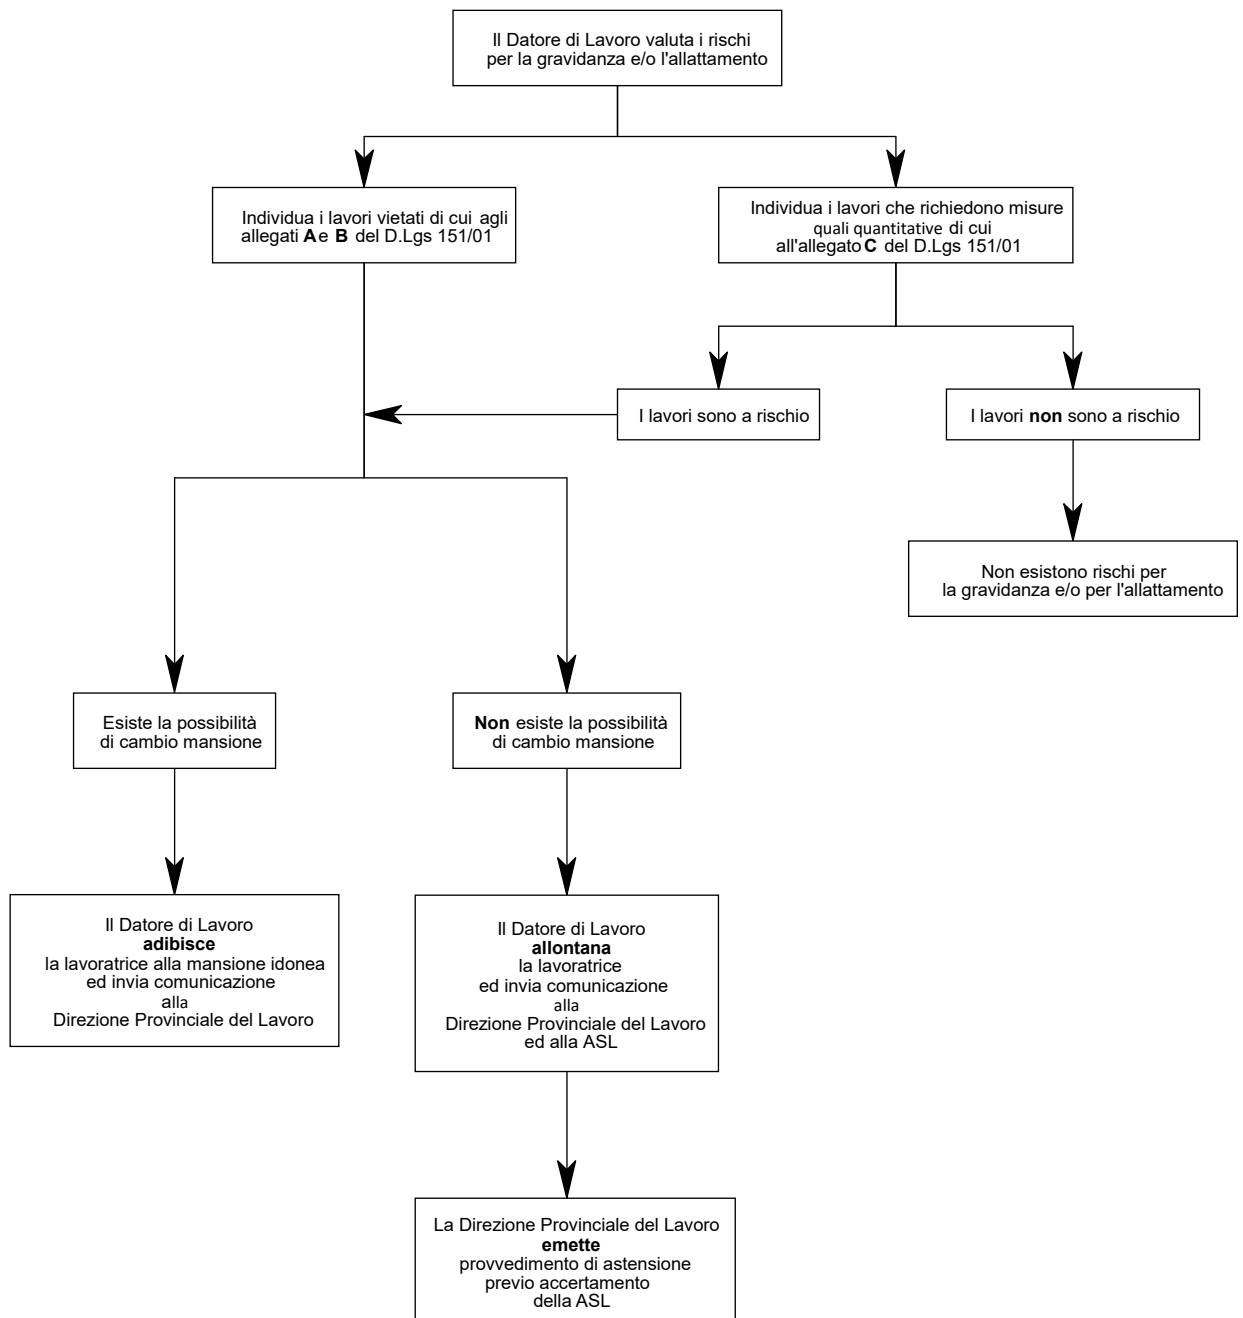 Il Datore di Lavoro valuta i rischi
per la gravidanza e/o l'allattamento
Individua i lavori vietati di cui agli
allegati A e B del D.Lgs 151/01
Individua i lavori che richiedono misure
quali quantitative di cui
all'allegato C del D.Lgs 151/01
I lavori sono a rischio
I lavori non sono a rischio
Non esistono rischi per
la gravidanza e/o per l'allattamento
Esiste la possibilità
di cambio mansione
Non esiste la possibilità
di cambio mansione
Il Datore di Lavoro
adibisce
la lavoratrice alla mansione idonea
ed invia comunicazione
alla
Direzione Provinciale del Lavoro
Il Datore di Lavoro
allontana
la lavoratrice
ed invia comunicazione
alla
Direzione Provinciale del Lavoro
ed alla ASL
La Direzione Provinciale del Lavoro
emette
provvedimento di astensione
previo accertamento
della ASL